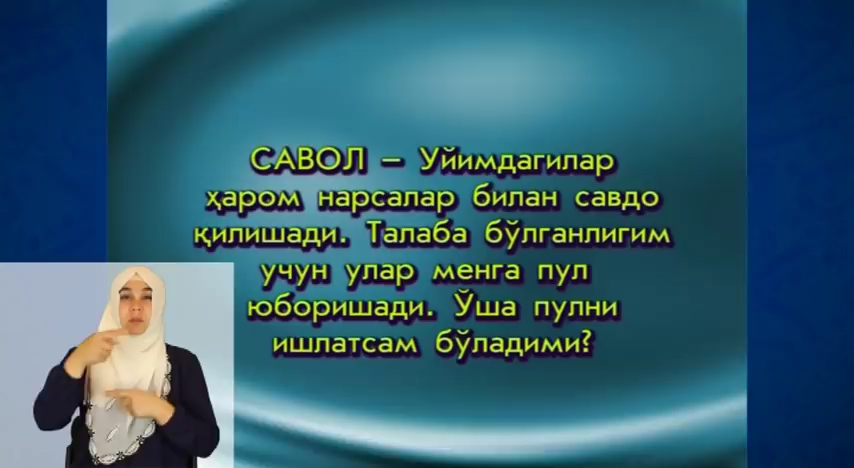 САВОЛ – Уйимдагилар
ҳаром нарсалар билан савдо
қилишади. Талаба бўлганлигим
учун улар менга пул
юборишади. Ўша пулни
ишлатсам бўладими?